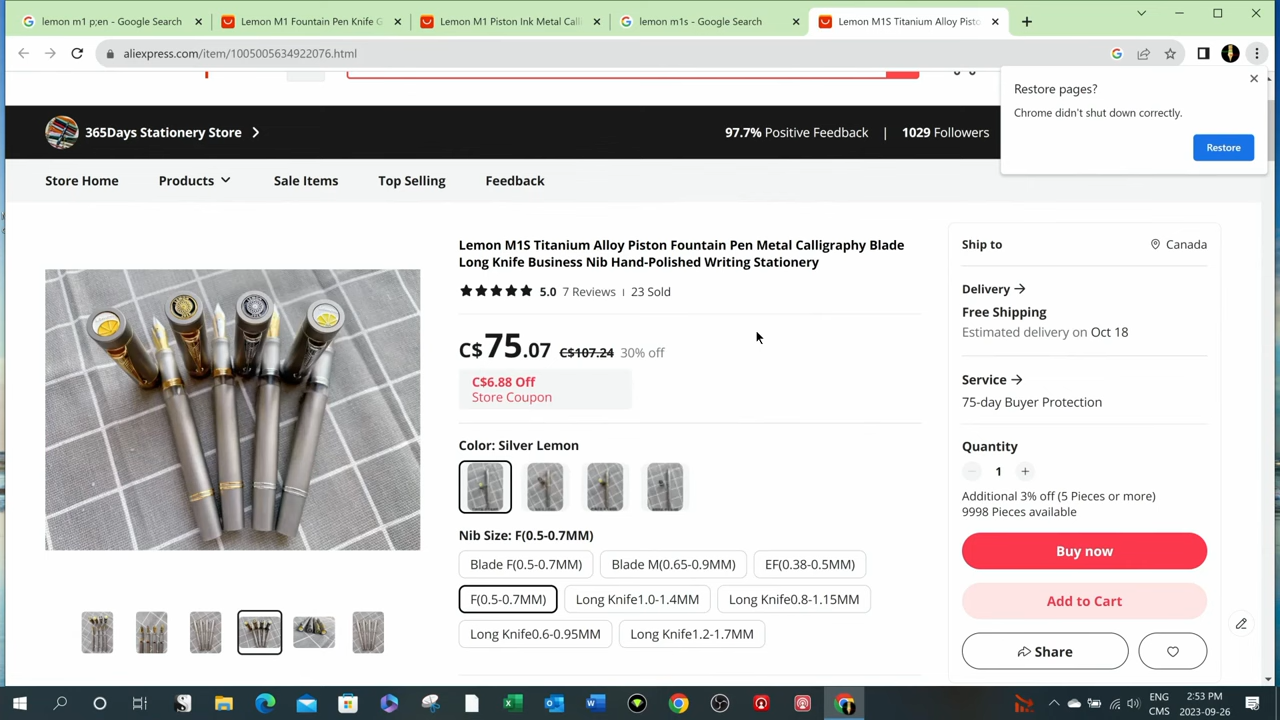 lemon m1 p;en - Google Search
Lemon M1 Fountain Pen Knife G
Lemon M1 Piston Ink Metal Calli
lemon m1s - Google Search
Lemon M1S Titanium Alloy Pisto
aliexpress.com/item/1005005634922076.html
Restore pages?
Chrome didn't shut down correctly.
Restore
365Days Stationery Store
97.7% Positive Feedback | 1029 Followers
Store Home
Products
Sale Items
Top Selling
Feedback
Lemon M1S Titanium Alloy Piston Fountain Pen Metal Calligraphy Blade
Long Knife Business Nib Hand-Polished Writing Stationery
5.0 7 Reviews | 23 Sold
C$75.07 C$107.24 30% off
C$6.88 Off
Store Coupon
Color: Silver Lemon
Nib Size: F(0.5-0.7MM)
Blade F(0.5-0.7MM)
Blade M(0.65-0.9MM)
EF(0.38-0.5MM)
F(0.5-0.7MM)
Long Knife1.0-1.4MM
Long Knife0.8-1.15MM
Long Knife0.6-0.95MM
Long Knife1.2-1.7MM
Ship to
Canada
Delivery
Free Shipping
Estimated delivery on Oct 18
Service
75-day Buyer Protection
Quantity
1
Additional 3% off (5 Pieces or more)
9998 Pieces available
Buy now
Add to Cart
Share
ENG
CMS
2:53 PM
2023-09-26